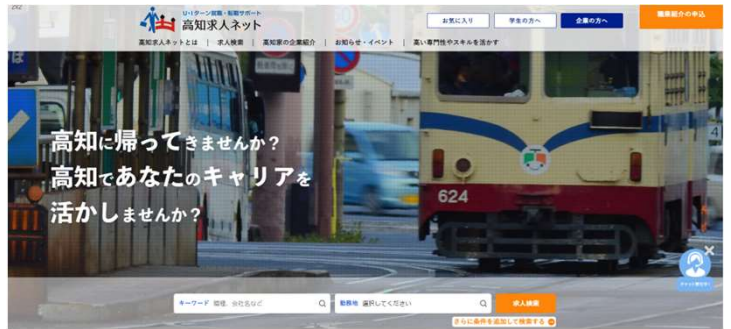 U・Iターン就職・転職サポート
高知求人ネット
お気に入り
学生の方へ
企業の方へ
職業紹介の申込
高知求人ネットとは | 求人検索 | 高知家の企業紹介 | お知らせ・イベント | 高い専門性やスキルを活かす
高知に帰ってきませんか？
高知であなたのキャリアを
活かしませんか？
624
4
キーワード 職種、会社名など
勤務地 選択してください
求人検索
さらに条件を追加して検索する